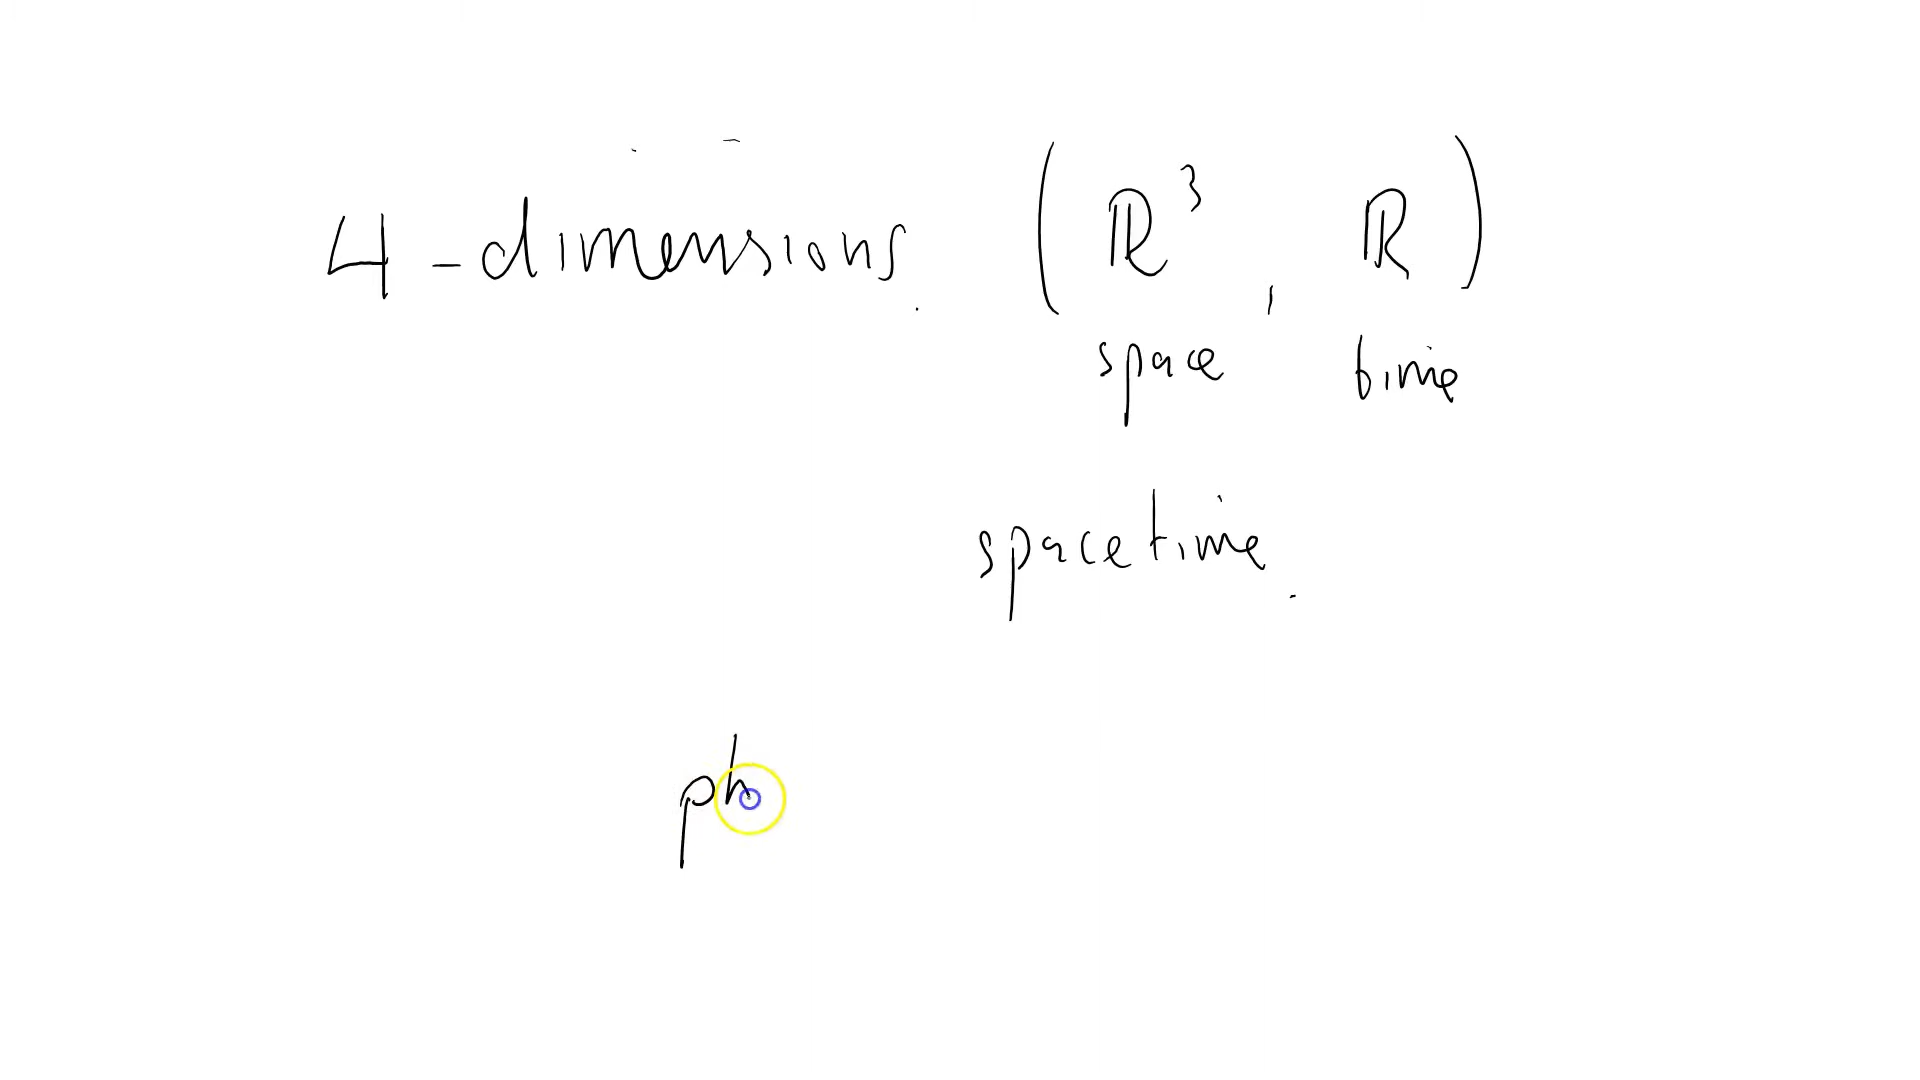 4-dimensions. (ℝ³, ℝ)
space time
spacetime.
ph